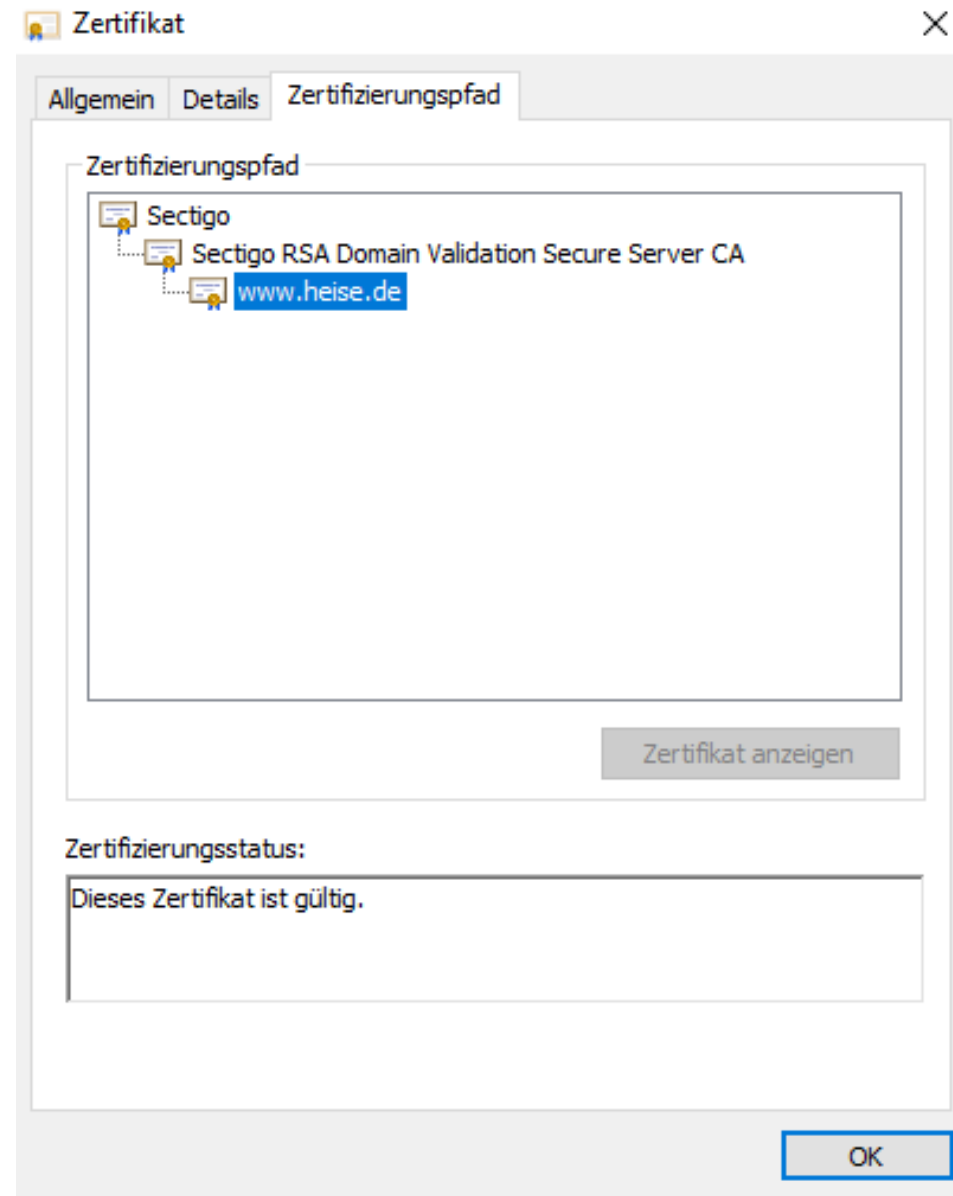 Zertifikat
Allgemein Details Zertifizierungspfad
Zertifizierungspfad
Sectigo
Sectigo RSA Domain Validation Secure Server CA
www.heise.de
Zertifikat anzeigen
Zertifizierungsstatus:
Dieses Zertifikat ist gültig.
OK